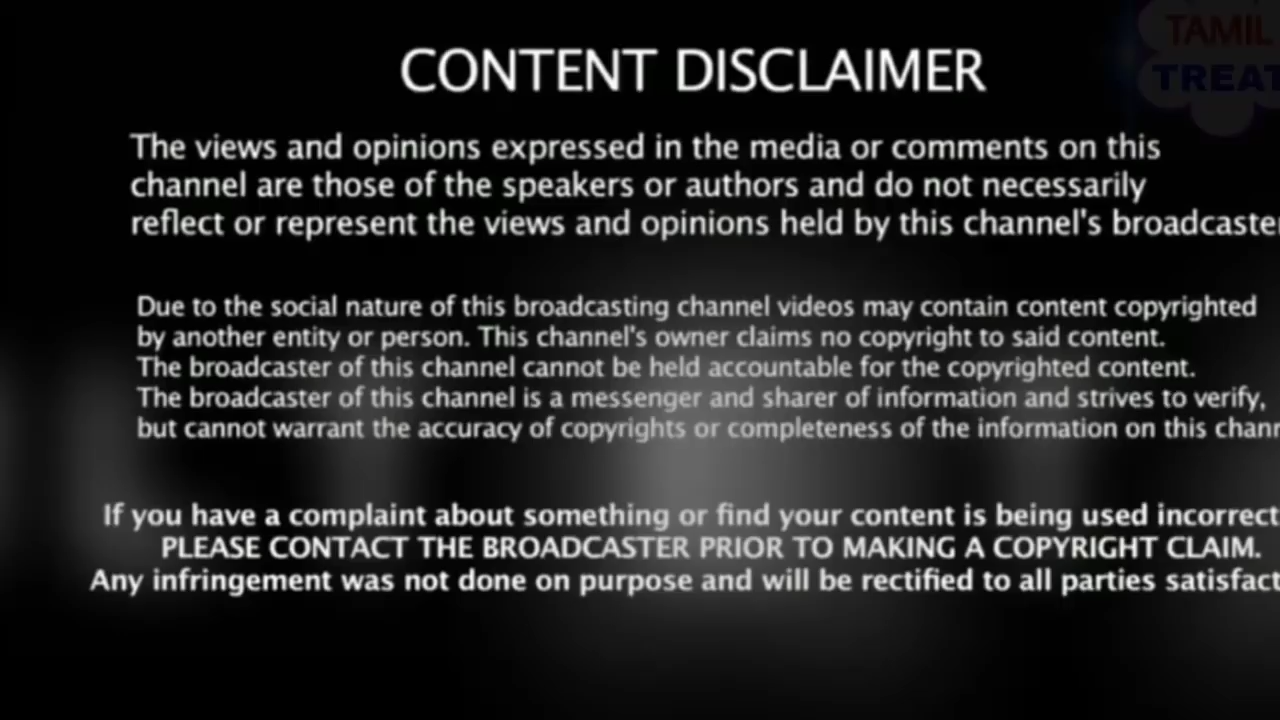 TAMIL
TREAT
CONTENT DISCLAIMER
The views and opinions expressed in the media or comments on this
channel are those of the speakers or authors and do not necessarily
reflect or represent the views and opinions held by this channel's broadcaste
Due to the social nature of this broadcasting channel videos may contain content copyrighted
by another entity or person. This channel's owner claims no copyright to said content.
The broadcaster of this channel cannot be held accountable for the copyrighted content.
The broadcaster of this channel is a messenger and sharer of information and strives to verify,
but cannot warrant the accuracy of copyrights or completeness of the information on this chan
If you have a complaint about something or find your content is being used incorrect
PLEASE CONTACT THE BROADCASTER PRIOR TO MAKING A COPYRIGHT CLAIM.
Any infringement was not done on purpose and will be rectified to all parties satisfact